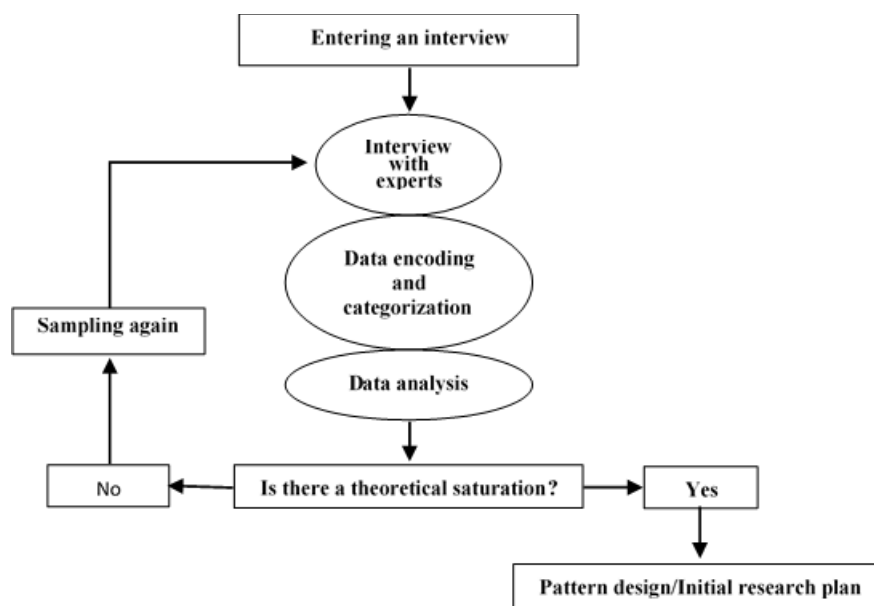 Entering an interview
Interview
with
experts
Data encoding
and
categorization
Sampling again
Data analysis
No
Is there a theoretical saturation?
Yes
Pattern design/Initial research plan